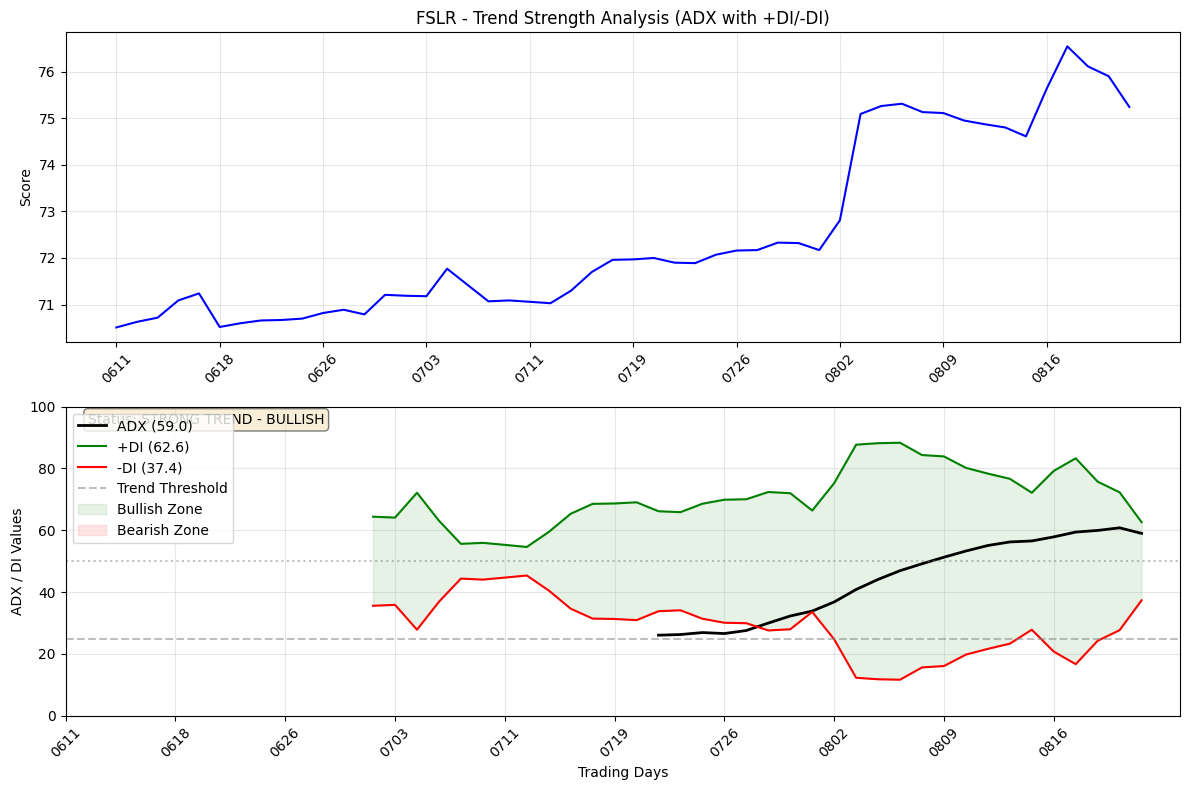 FSLR - Trend Strength Analysis (ADX with +DI/-DI)
76
75
74
73
72
71
Score
0611 0618 0626 0703 0711 0719 0726 0802 0809 0816
100
80
60
40
20
0
ADX / DI Values
Status: STRONG TREND - BULLISH
ADX (59.0)
+DI (62.6)
-DI (37.4)
Trend Threshold
Bullish Zone
Bearish Zone
0611 0618 0626 0703 0711 0719 0726 0802 0809 0816
Trading Days